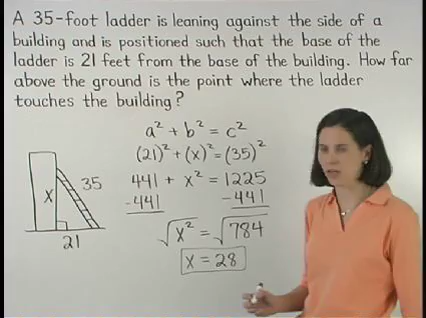 A 35-foot ladder is leaning against the side of a
building and is positioned such that the base of the
ladder is 21 feet from the base of the building. How far
above the ground is the point where the ladder
touches the building?
a² + b² = c²
(21)² + (x)² = (35)²
441 + x² = 1225
-441 -441
√x² = √784
x = 28
x
35
21